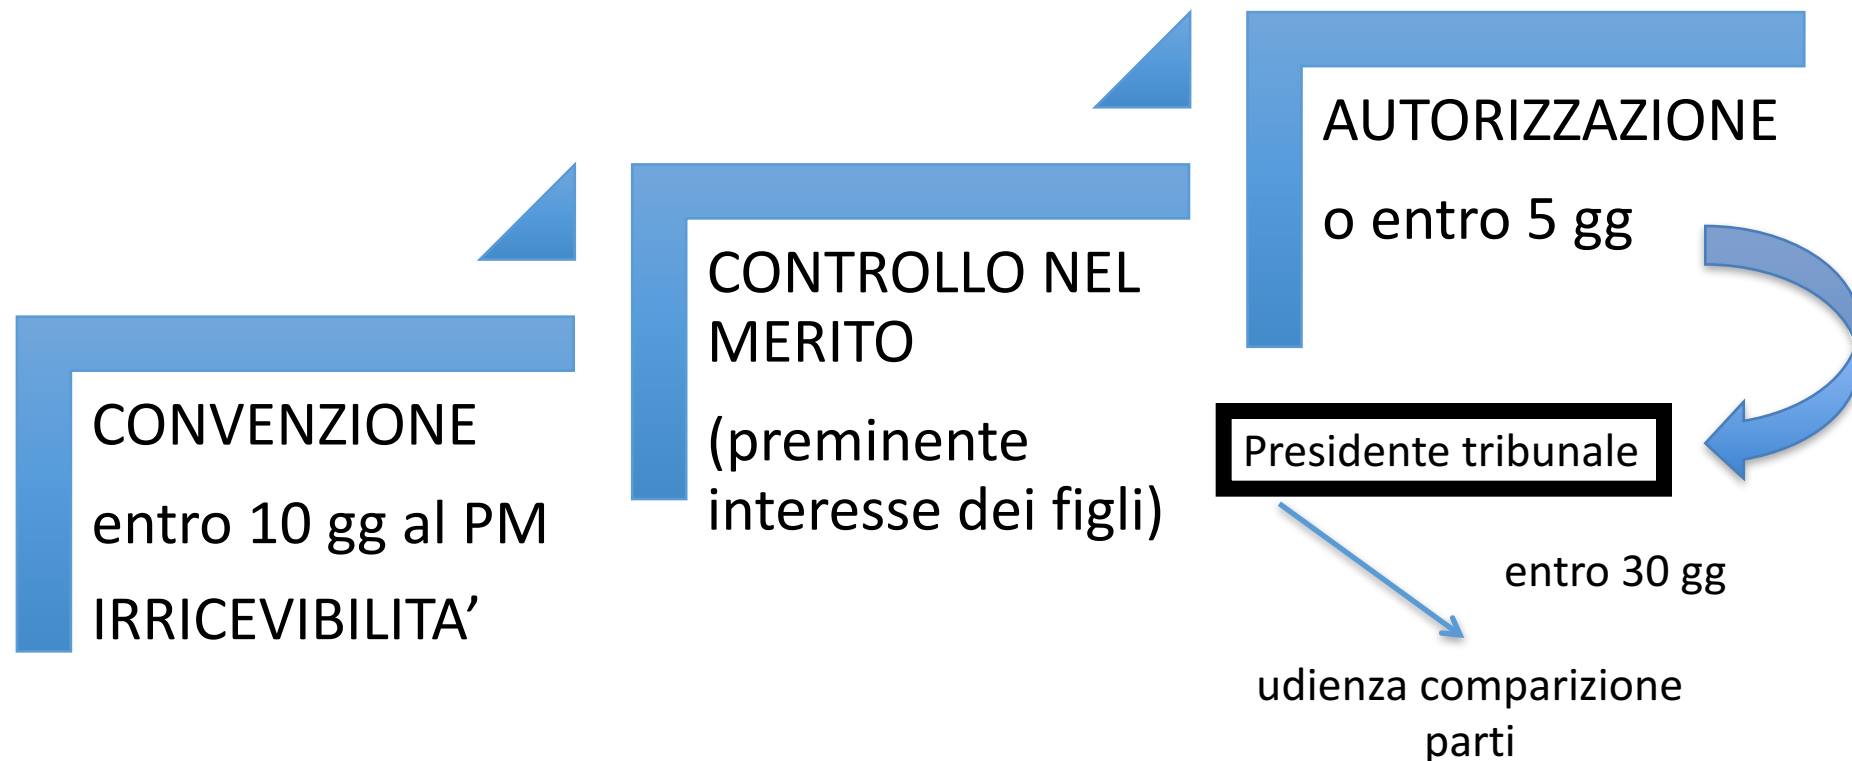 CONVENZIONE
entro 10 gg al PM
IRRICEVIBILITA’
CONTROLLO NEL
MERITO
(preminente
interesse dei figli)
AUTORIZZAZIONE
o entro 5 gg
Presidente tribunale
entro 30 gg
udienza comparizione
parti